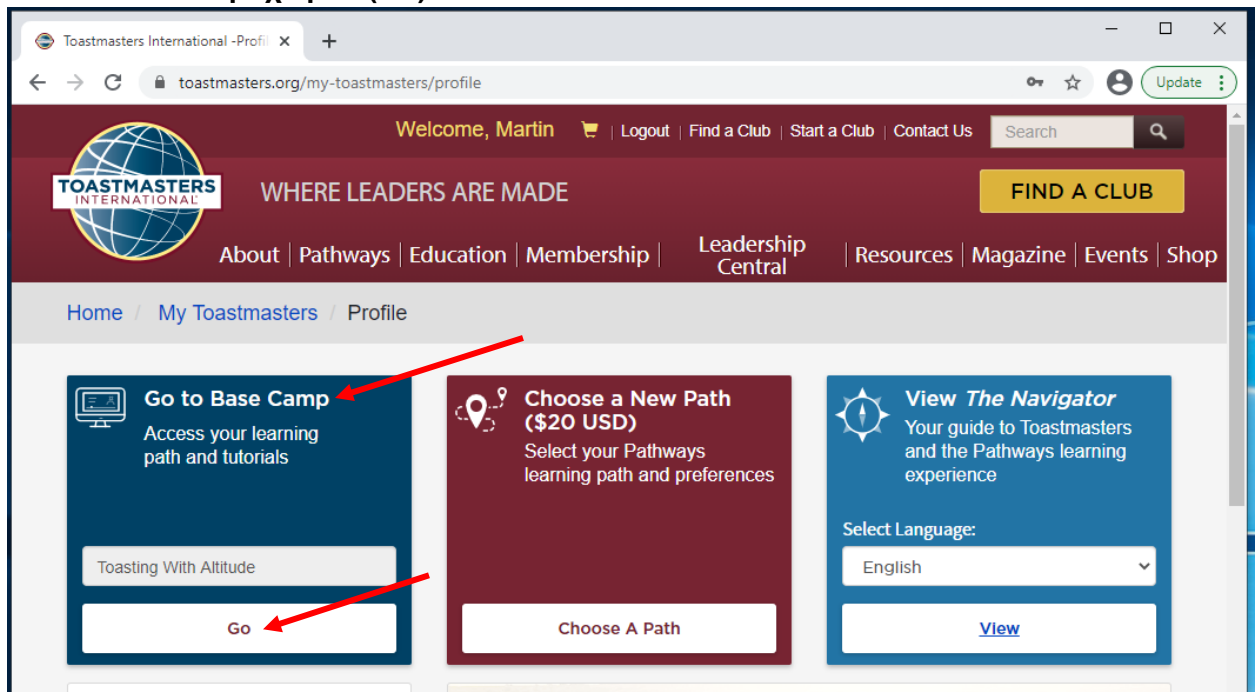 Toastmasters International -Profil
toastmasters.org/my-toastmasters/profile
Update
Welcome, Martin | Logout | Find a Club | Start a Club | Contact Us
Search
TOASTMASTERS
INTERNATIONAL
WHERE LEADERS ARE MADE
FIND A CLUB
About | Pathways | Education | Membership | Leadership Central | Resources | Magazine | Events | Shop
Home / My Toastmasters / Profile
Go to Base Camp
Access your learning
path and tutorials
Toasting With Altitude
Go
Choose a New Path
($20 USD)
Select your Pathways
learning path and preferences
Choose A Path
View The Navigator
Your guide to Toastmasters
and the Pathways learning
experience
Select Language:
English
View